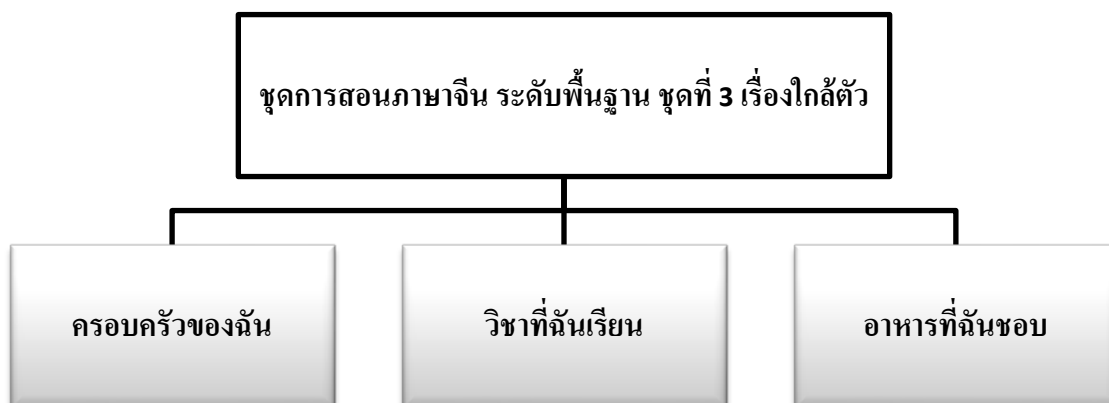 ชุดการสอนภาษาจีน ระดับพื้นฐาน ชุดที่ 3 เรื่องใกล้ตัว
ครอบครัวของฉัน
วิชาที่ฉันเรียน
อาหารที่ฉันชอบ